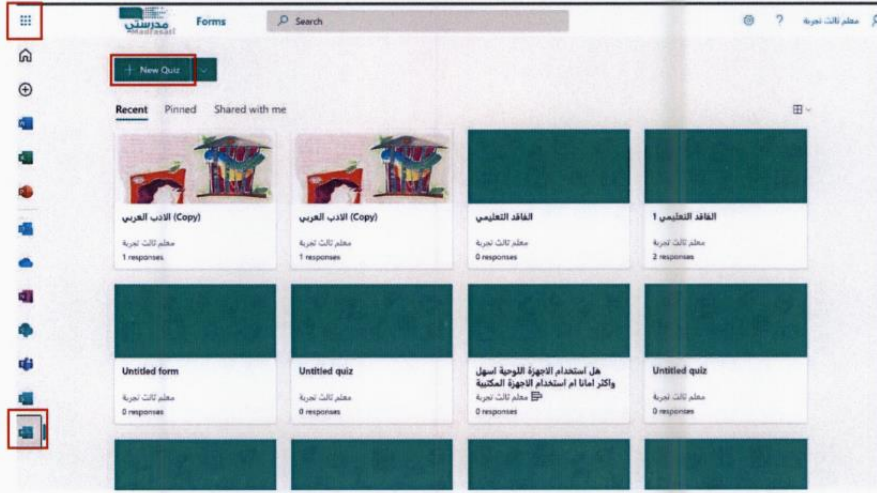 مدرستي
Madrasati
Forms
Search
?
معلم ثالث تجربة
+ New Quiz
Recent
Pinned
Shared with me
الادب العربي (Copy)
معلم ثالث تجربة
1 responses
الادب العربي (Copy)
معلم ثالث تجربة
1 responses
الفاقد التعليمي
معلم ثالث تجربة
0 responses
الفاقد التعليمي 1
معلم ثالث تجربة
2 responses
Untitled form
معلم ثالث تجربة
0 responses
Untitled quiz
معلم ثالث تجربة
0 responses
هل استخدام الاجهزة اللوحية اسهل
واكثر امانا ام استخدام الاجهزة المكتبية
معلم ثالث تجربة
0 responses
Untitled quiz
معلم ثالث تجربة
0 responses